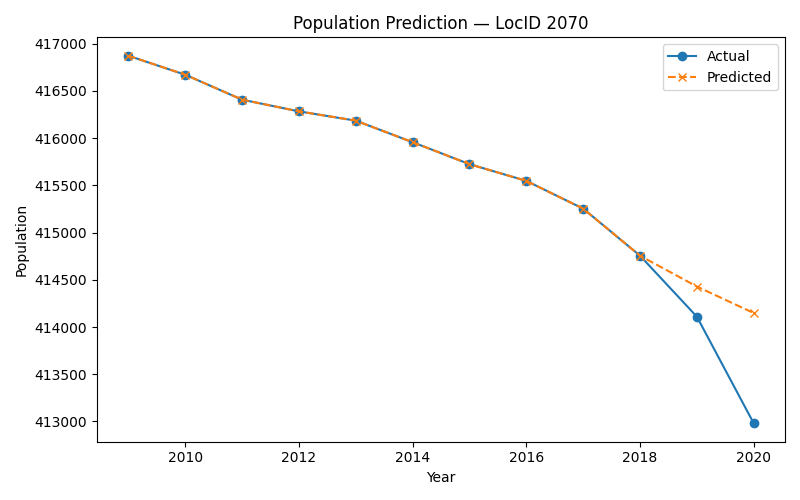 Population Prediction — LocID 2070
Actual
Predicted
Population
417000
416500
416000
415500
415000
414500
414000
413500
413000
2010 2012 2014 2016 2018 2020
Year